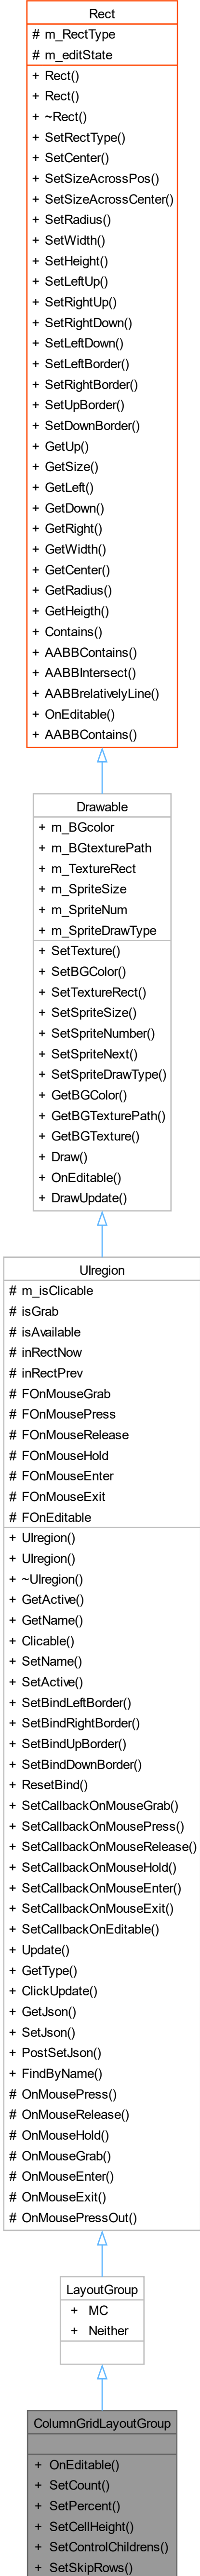 Rect
# m_RectType
# m_editState
+ Rect()
+ Rect()
+ ~Rect()
+ SetRectType()
+ SetCenter()
+ SetSizeAcrossPos()
+ SetSizeAcrossCenter()
+ SetRadius()
+ SetWidth()
+ SetHeight()
+ SetLeftUp()
+ SetRightUp()
+ SetRightDown()
+ SetLeftDown()
+ SetLeftBorder()
+ SetRightBorder()
+ SetUpBorder()
+ SetDownBorder()
+ GetUp()
+ GetSize()
+ GetLeft()
+ GetDown()
+ GetRight()
+ GetWidth()
+ GetCenter()
+ GetRadius()
+ GetHeigth()
+ Contains()
+ AABBContains()
+ AABBIntersect()
+ AABBrelativelyLine()
+ OnEditable()
+ AABBContains()
Drawable
+ m_BGcolor
+ m_BGtexturePath
+ m_TextureRect
+ m_SpriteSize
+ m_SpriteNum
+ m_SpriteDrawType
+ SetTexture()
+ SetBGColor()
+ SetTextureRect()
+ SetSpriteSize()
+ SetSpriteNumber()
+ SetSpriteNext()
+ SetSpriteDrawType()
+ GetBGColor()
+ GetBGTexturePath()
+ GetBGTexture()
+ Draw()
+ OnEditable()
+ DrawUpdate()
UIregion
# m_isClicable
# isGrab
# isAvailable
# inRectNow
# inRectPrev
# FOnMouseGrab
# FOnMousePress
# FOnMouseRelease
# FOnMouseHold
# FOnMouseEnter
# FOnMouseExit
# FOnEditable
+ UIregion()
+ UIregion()
+ ~UIregion()
+ GetActive()
+ GetName()
+ Clicable()
+ SetName()
+ SetActive()
+ SetBindLeftBorder()
+ SetBindRightBorder()
+ SetBindUpBorder()
+ SetBindDownBorder()
+ ResetBind()
+ SetCallbackOnMouseGrab()
+ SetCallbackOnMousePress()
+ SetCallbackOnMouseRelease()
+ SetCallbackOnMouseHold()
+ SetCallbackOnMouseEnter()
+ SetCallbackOnMouseExit()
+ SetCallbackOnEditable()
+ Update()
+ GetType()
+ ClickUpdate()
+ GetJson()
+ SetJson()
+ PostSetJson()
+ FindByName()
# OnMousePress()
# OnMouseRelease()
# OnMouseHold()
# OnMouseGrab()
# OnMouseEnter()
# OnMouseExit()
# OnMousePressOut()
LayoutGroup
+ MC
+ Neither
ColumnGridLayoutGroup
+ OnEditable()
+ SetCount()
+ SetPercent()
+ SetCellHeight()
+ SetControlChildrens()
+ SetSkipRows()